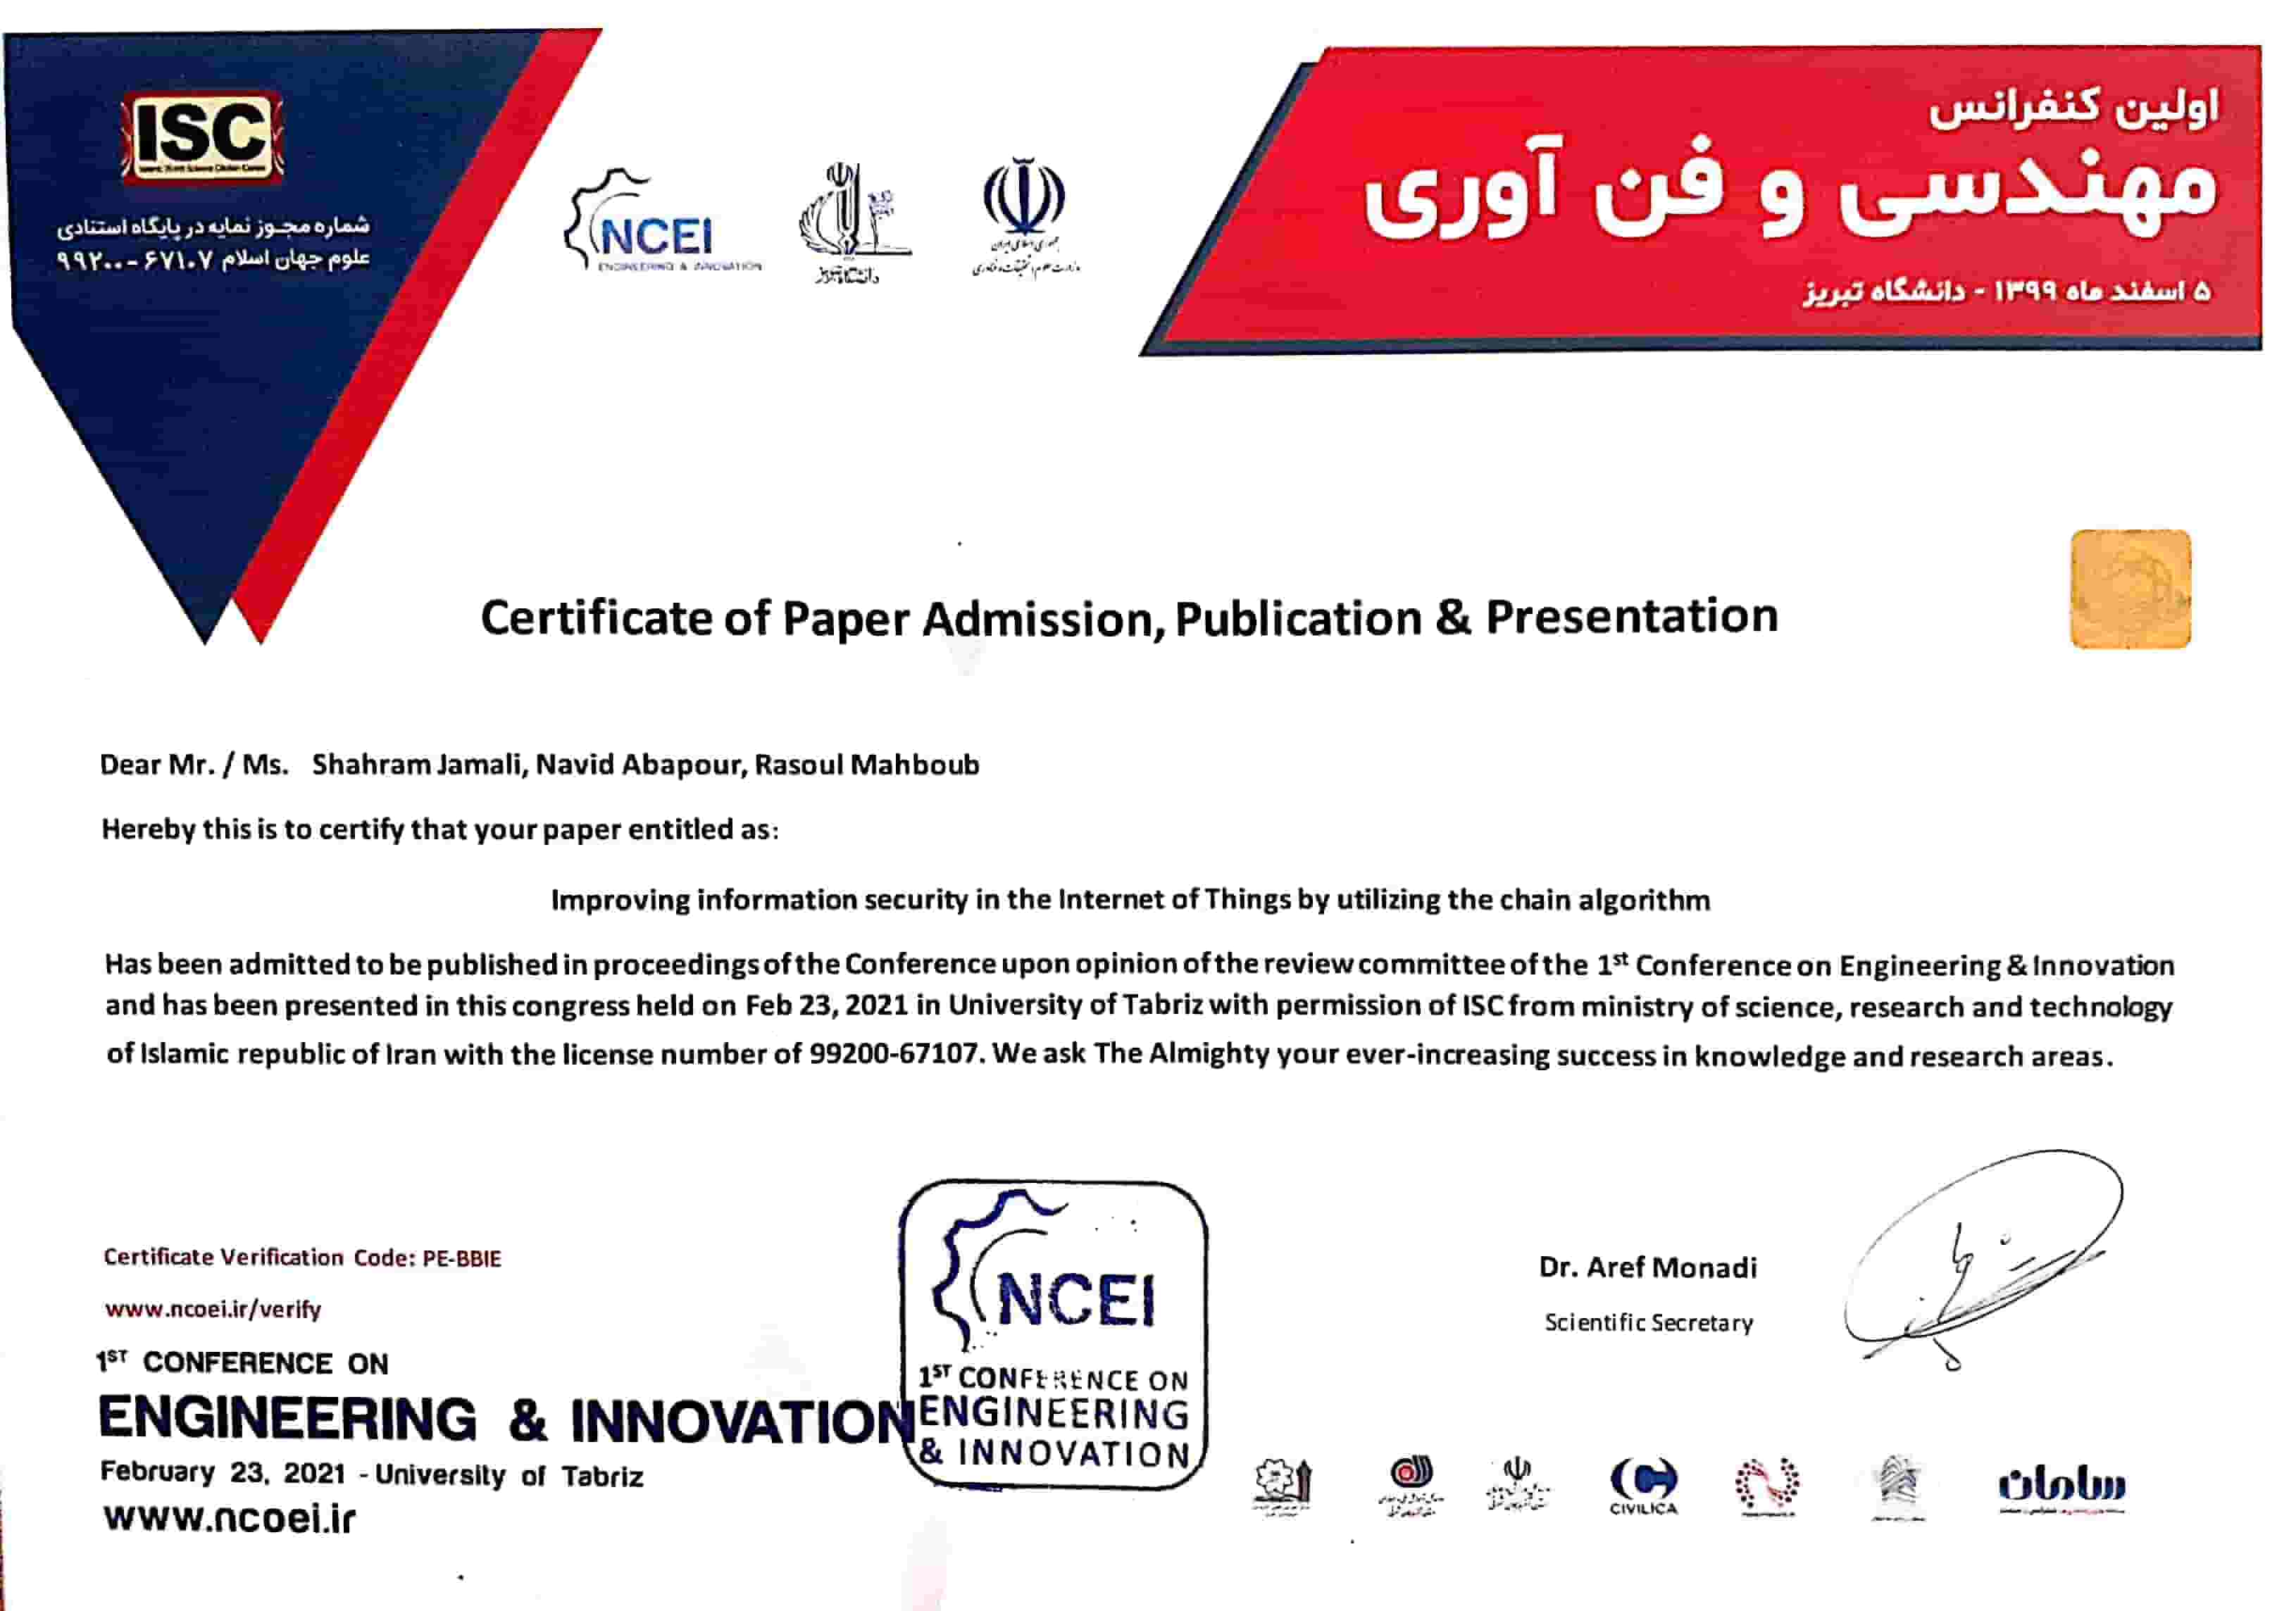 ISC
شماره مجوز نمایه در پایگاه استنادی
علوم جهان اسلام ۹۹۲۰۰-۶۷۱۰۷
NCEI
ENGINEERING & INNOVATION
دانشگاه تبریز
جمهوری اسلامی ایران
وزارت علوم، تحقیقات و فناوری
اولین کنفرانس
مهندسی و فن آوری
۵ اسفند ماه ۱۳۹۹ - دانشگاه تبریز
Certificate of Paper Admission, Publication & Presentation
Dear Mr. / Ms. Shahram Jamali, Navid Abapour, Rasoul Mahboub
Hereby this is to certify that your paper entitled as:
Improving information security in the Internet of Things by utilizing the chain algorithm
Has been admitted to be published in proceedings of the Conference upon opinion of the review committee of the 1st Conference on Engineering & Innovation
and has been presented in this congress held on Feb 23, 2021 in University of Tabriz with permission of ISC from ministry of science, research and technology
of Islamic republic of Iran with the license number of 99200-67107. We ask The Almighty your ever-increasing success in knowledge and research areas.
Certificate Verification Code: PE-BBIE
www.ncoei.ir/verify
1ST CONFERENCE ON
ENGINEERING & INNOVATION
February 23, 2021 - University of Tabriz
www.ncoei.ir
NCEI
1ST CONFERENCE ON
ENGINEERING
& INNOVATION
Dr. Aref Monadi
Scientific Secretary
CIVILICA
سامان